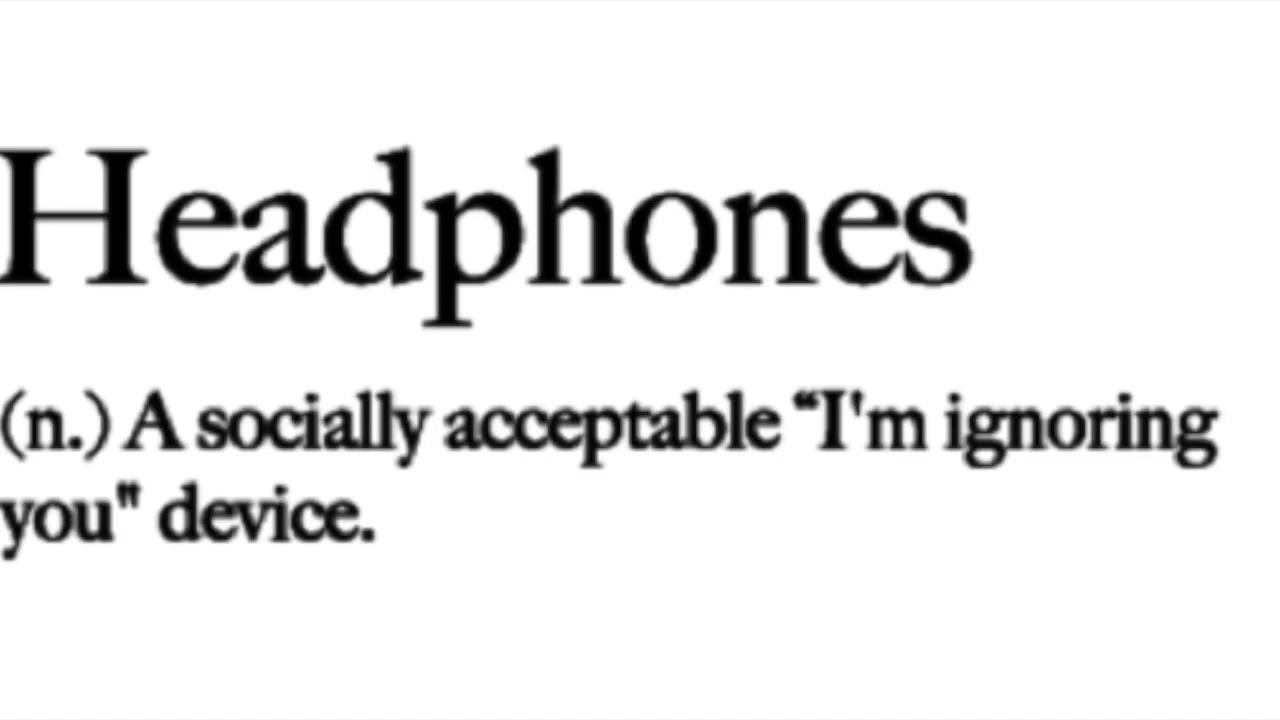 Headphones
(n.) A socially acceptable “I'm ignoring
you" device.